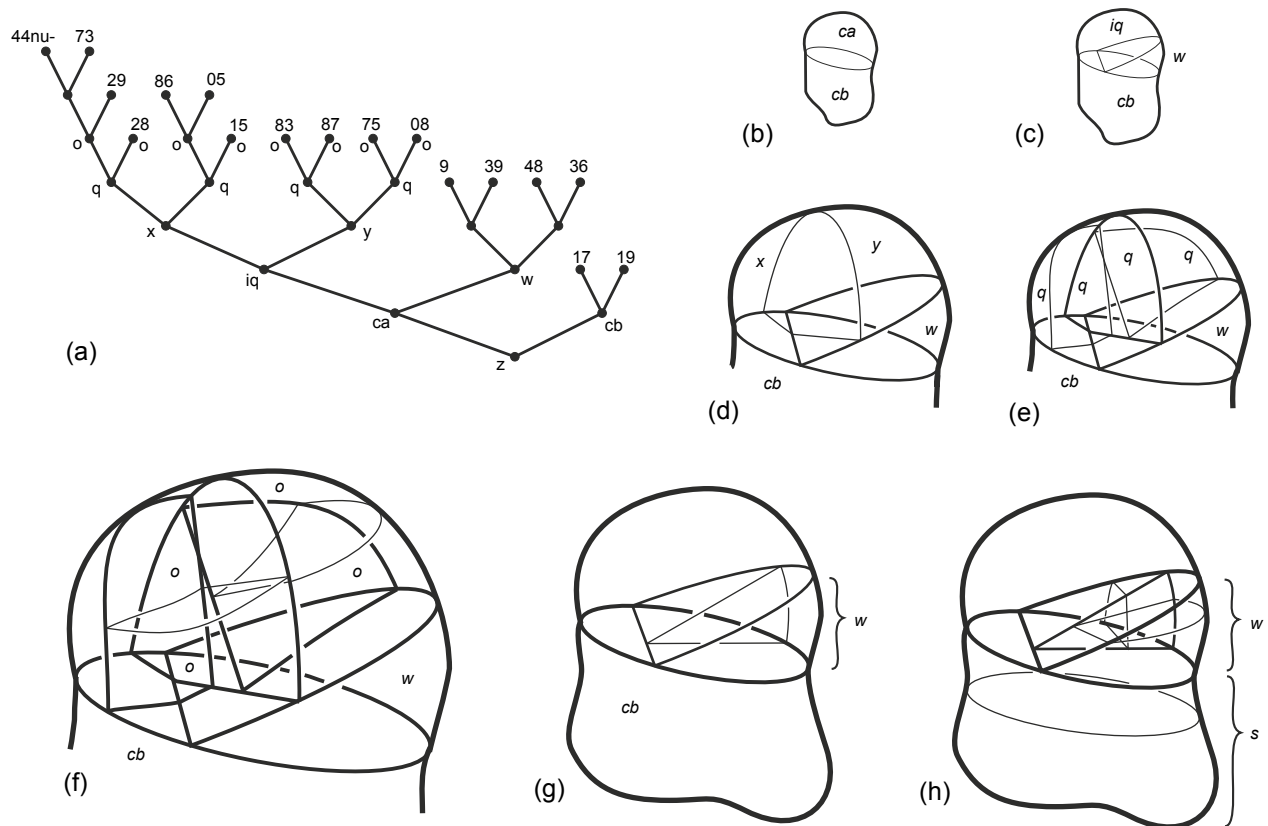 44nu- 73
29 86 05
28 15 83 87 75 08
o o o o o o o o
9 39 48 36
q q q q
x y
17 19
iq w
ca cb
z
(a)
ca
cb
(b)
iq
w
cb
(c)
x y
w
cb
(d)
q q
q q
w
cb
(e)
o
o o
o
w
cb
(f)
w
cb
(g)
w
s
(h)